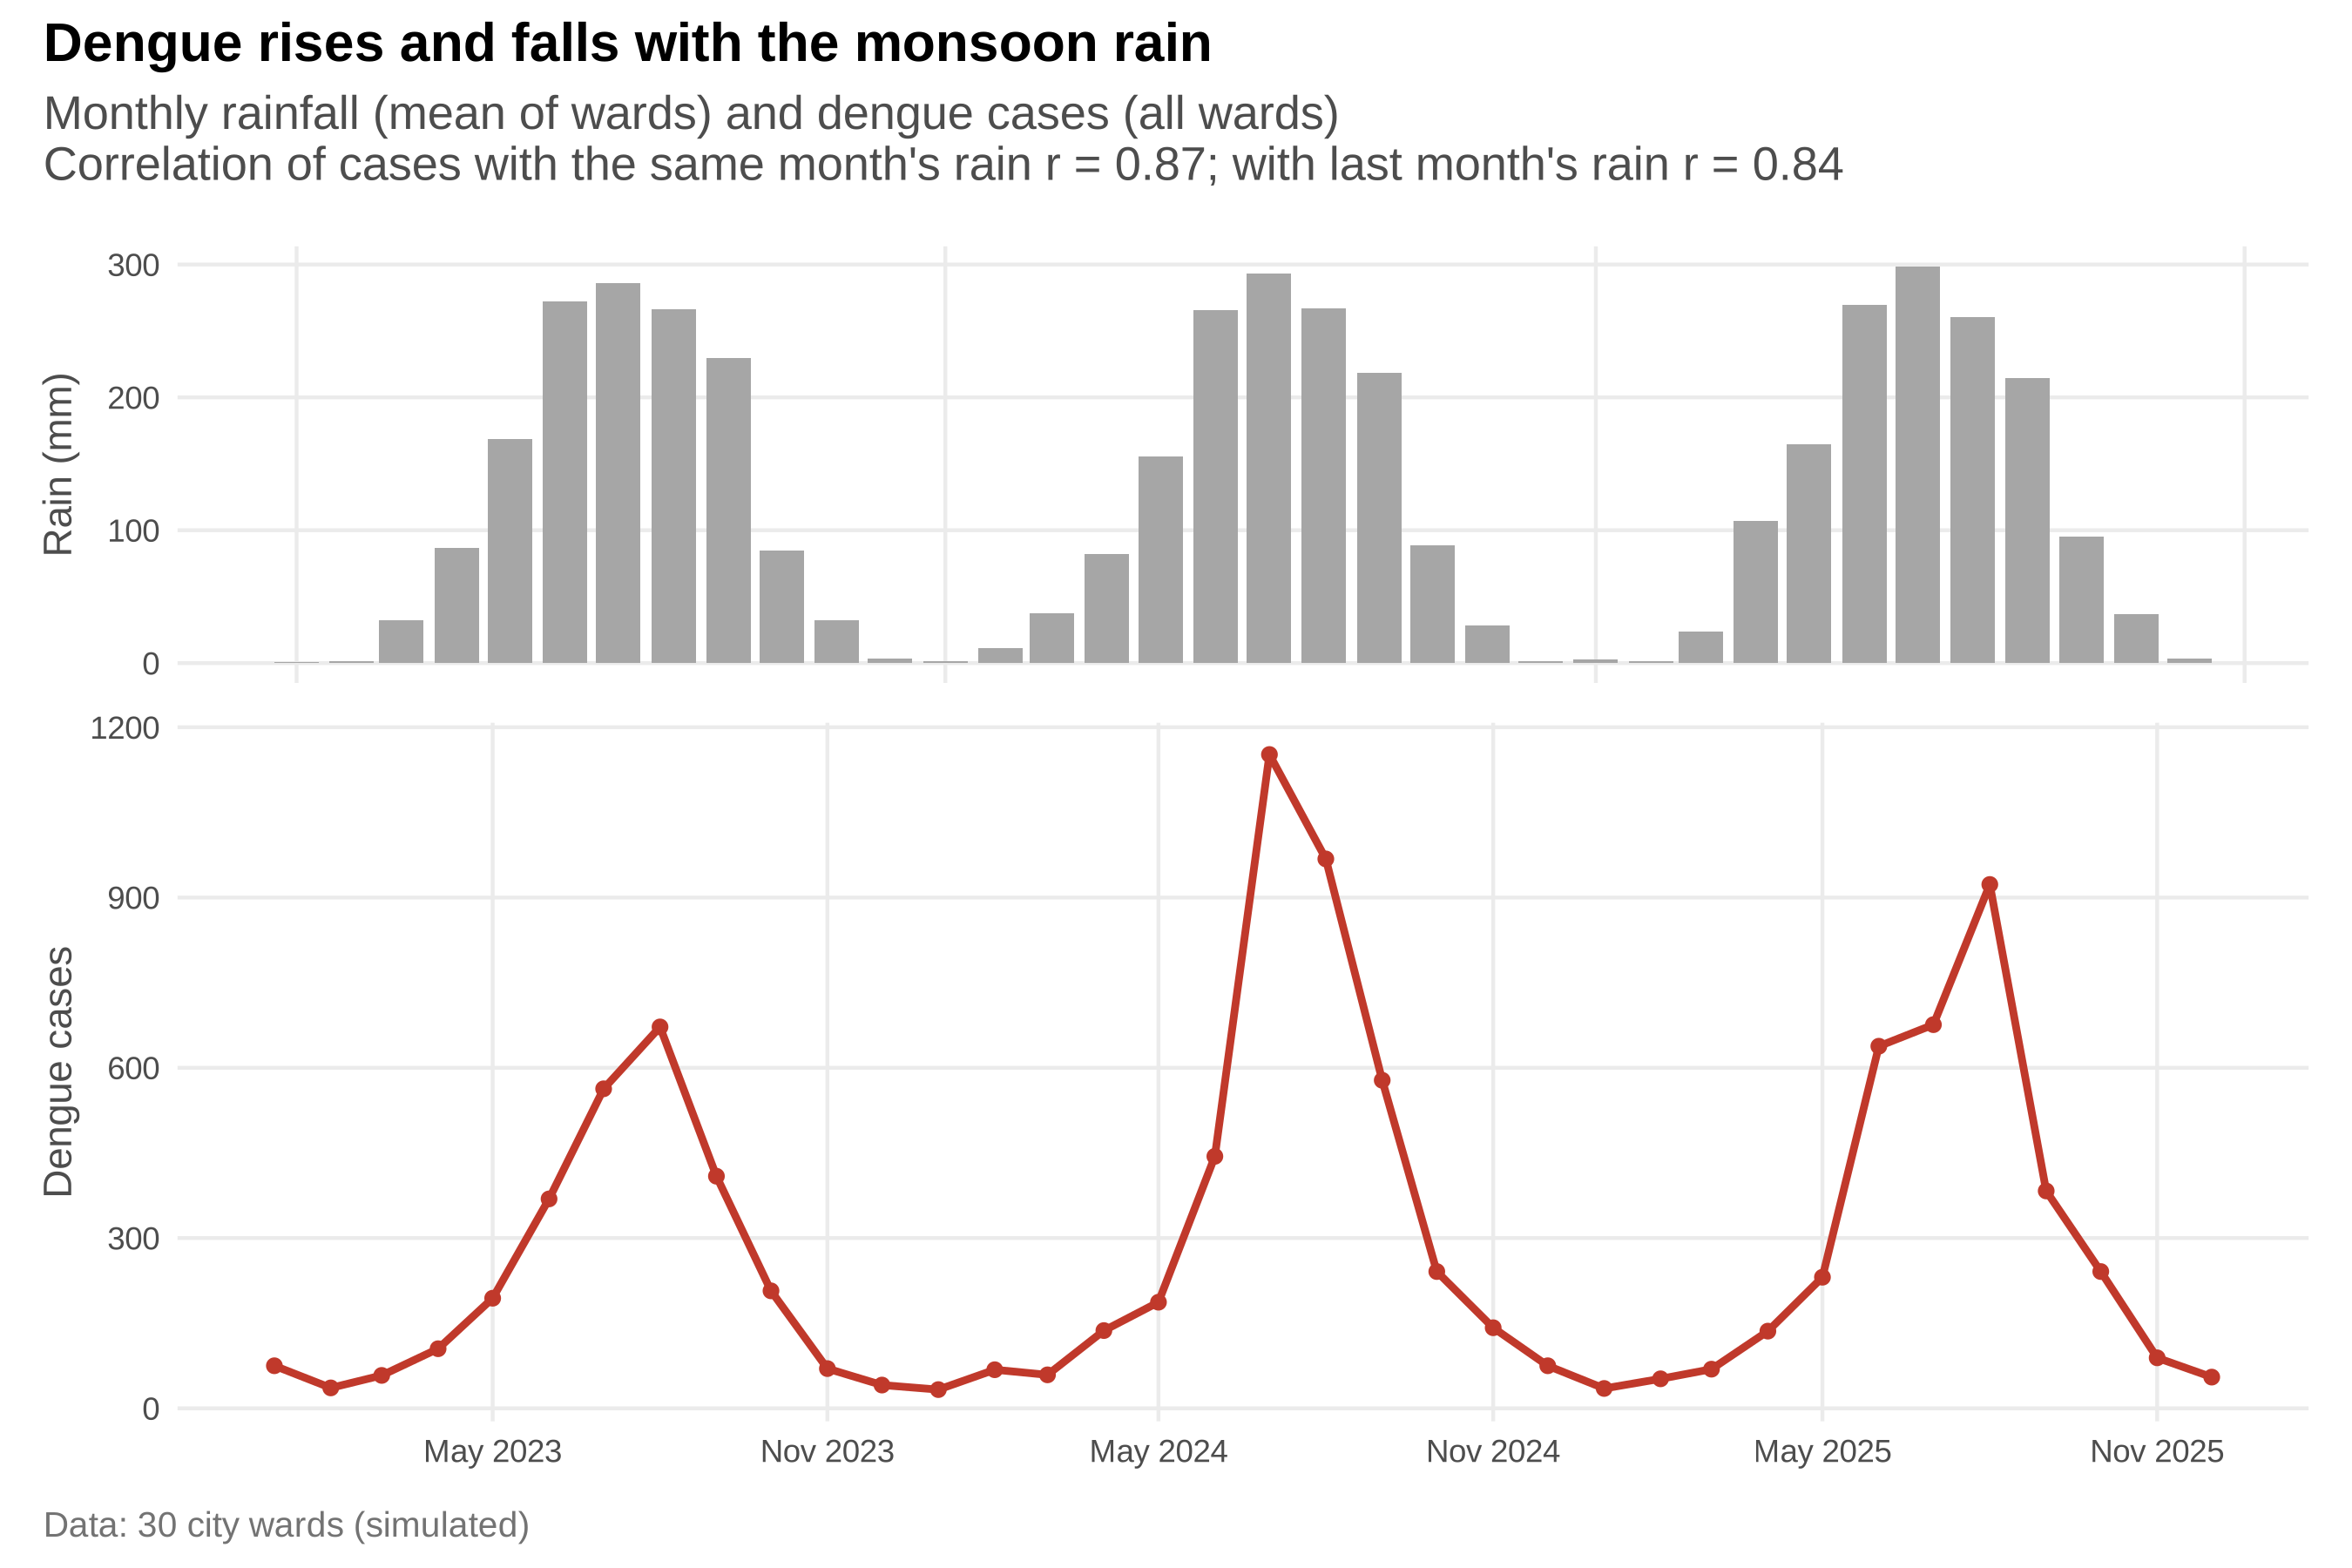 Dengue rises and falls with the monsoon rain
Monthly rainfall (mean of wards) and dengue cases (all wards)
Correlation of cases with the same month's rain r = 0.87; with last month's rain r = 0.84
Rain (mm)
300
200
100
0
Dengue cases
1200
900
600
300
0
May 2023
Nov 2023
May 2024
Nov 2024
May 2025
Nov 2025
Data: 30 city wards (simulated)